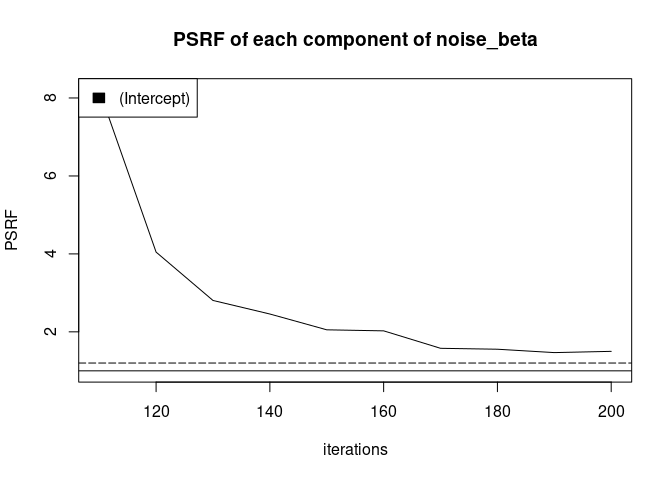 PSRF of each component of noise_beta
(Intercept)
8
6
4
2
PSRF
120 140 160 180 200
iterations